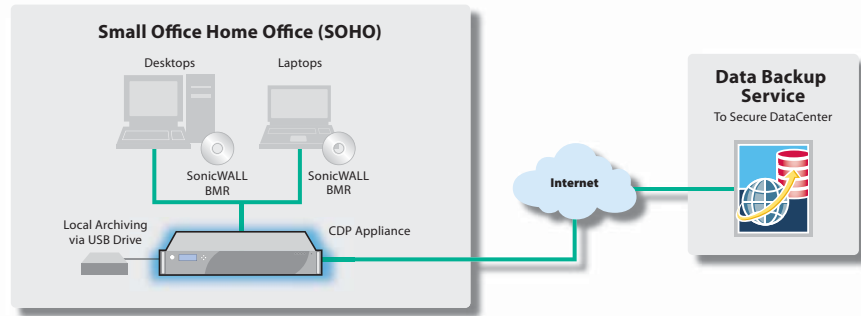 Small Office Home Office (SOHO)
Desktops
Laptops
SonicWALL
BMR
SonicWALL
BMR
Local Archiving
via USB Drive
CDP Appliance
Internet
Data Backup
Service
To Secure DataCenter